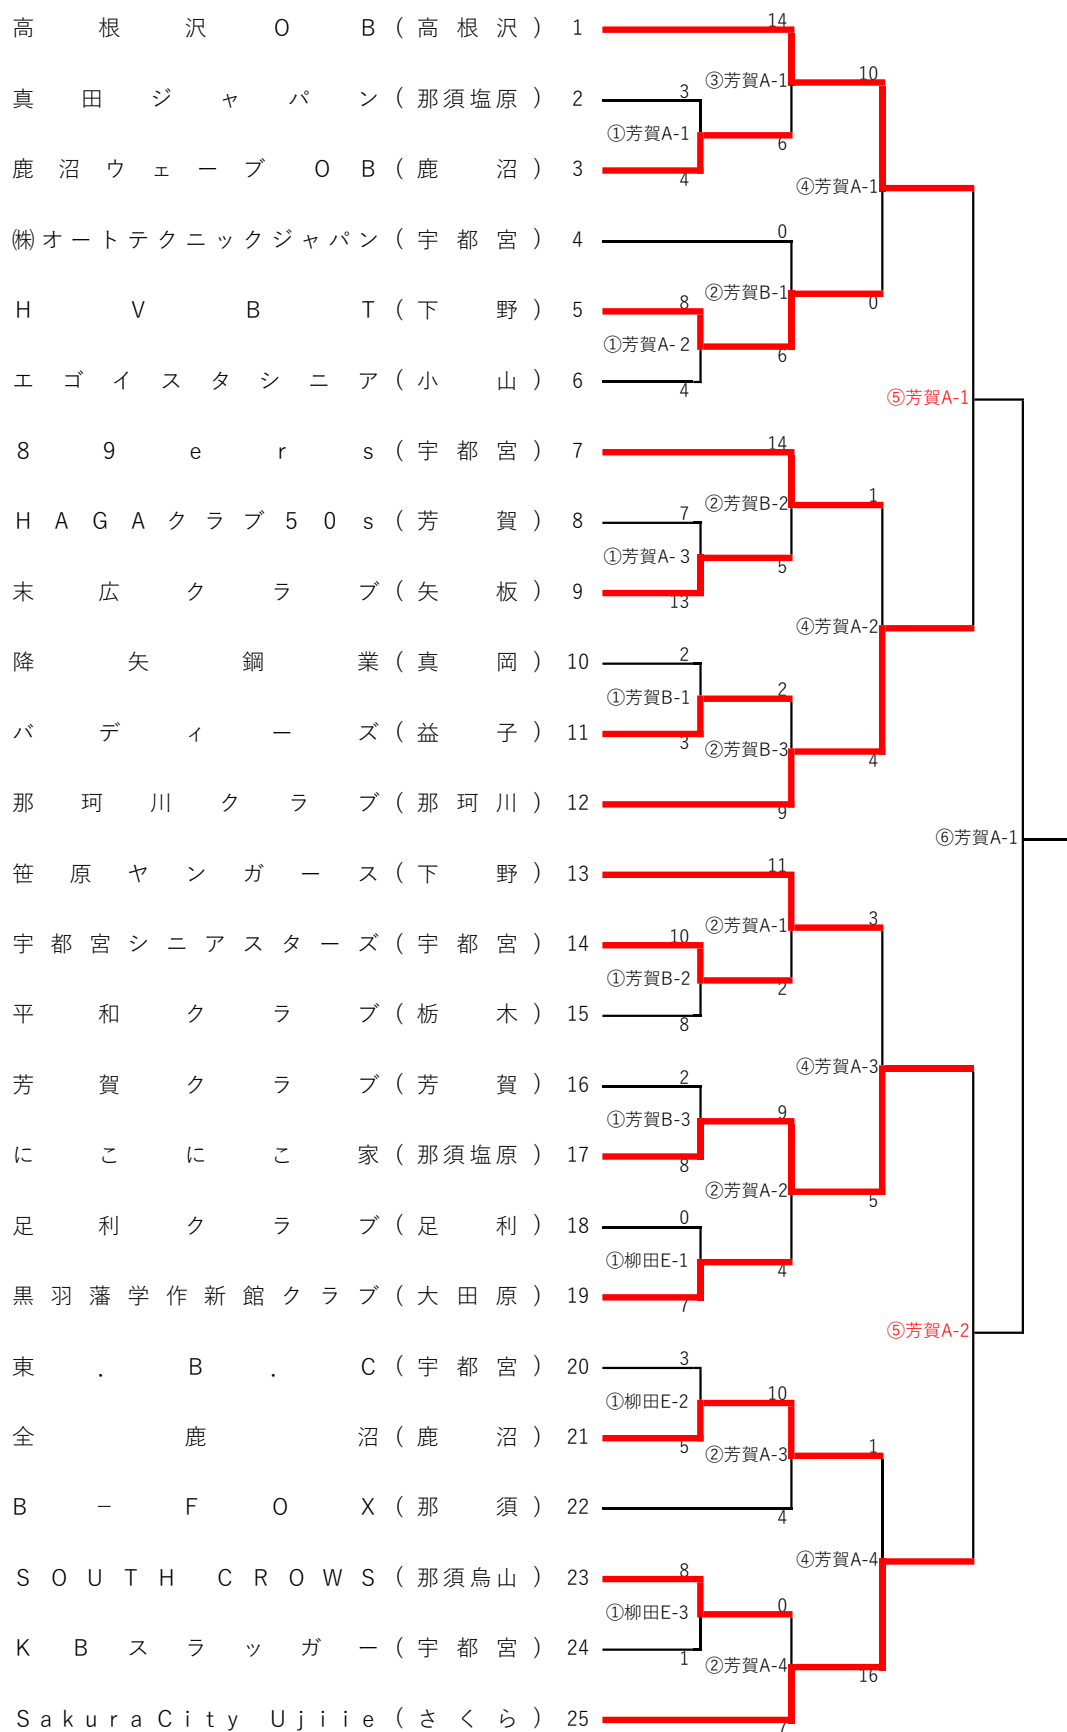 高根沢OB(高根沢) 1 14
③芳賀A-1 10
真田ジャパン(那須塩原) 2 3
①芳賀A-1
6
鹿沼ウェーブOB(鹿沼) 3 4
④芳賀A-1
㈱オートテクニックジャパン(宇都宮) 4 0
②芳賀B-1 0
HVBT(下野) 5 8
①芳賀A-2 6
エゴイスタシニア(小山) 6 4
⑤芳賀A-1
89ers(宇都宮) 7 14
②芳賀B-2 1
HAGAクラブ50s(芳賀) 8 7
①芳賀A-3 5
末広クラブ(矢板) 9 13
④芳賀A-2
降矢鋼業(真岡) 10 2
①芳賀B-1 2
バディーズ(益子) 11 3
②芳賀B-3 4
那珂川クラブ(那珂川) 12 9
⑥芳賀A-1
笹原ヤンガース(下野) 13 11
②芳賀A-1 3
宇都宮シニアスターズ(宇都宮) 14 10
①芳賀B-2 2
平和クラブ(栃木) 15 8
④芳賀A-3
芳賀クラブ(芳賀) 16 2
①芳賀B-3 9
にこにこ家(那須塩原) 17 8
②芳賀A-2 5
足利クラブ(足利) 18 0
①柳田E-1 4
黒羽藩学作新館クラブ(大田原) 19 7
⑤芳賀A-2
東.B.C(宇都宮) 20 3
①柳田E-2 10
全鹿沼(鹿沼) 21 5
②芳賀A-3 1
B-FOX(那須) 22 4
④芳賀A-4
SOUTH CROWS(那須烏山) 23 8
①柳田E-3 0
KBスラッガー(宇都宮) 24 1
②芳賀A-4 16
SakuraCity Ujiie(さくら) 25 7